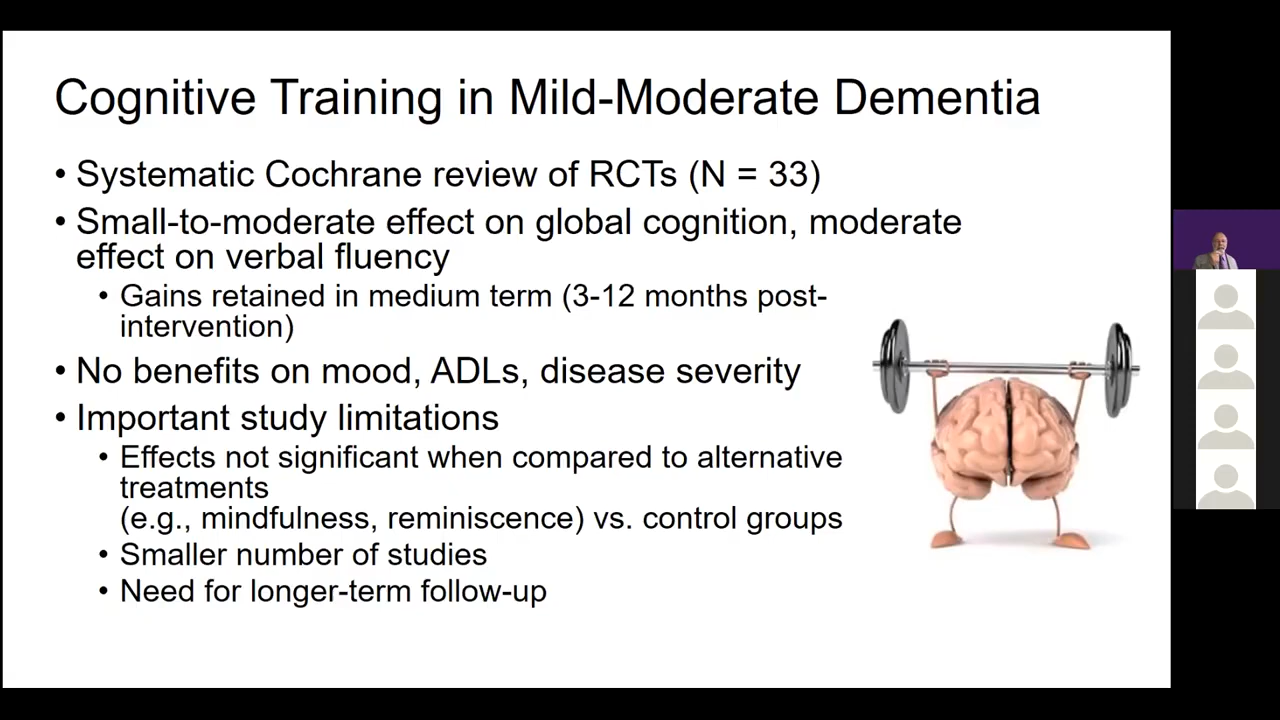 Cognitive Training in Mild-Moderate Dementia
• Systematic Cochrane review of RCTs (N = 33)
• Small-to-moderate effect on global cognition, moderate
effect on verbal fluency
• Gains retained in medium term (3-12 months post-
intervention)
• No benefits on mood, ADLs, disease severity
• Important study limitations
• Effects not significant when compared to alternative
treatments
(e.g., mindfulness, reminiscence) vs. control groups
• Smaller number of studies
• Need for longer-term follow-up